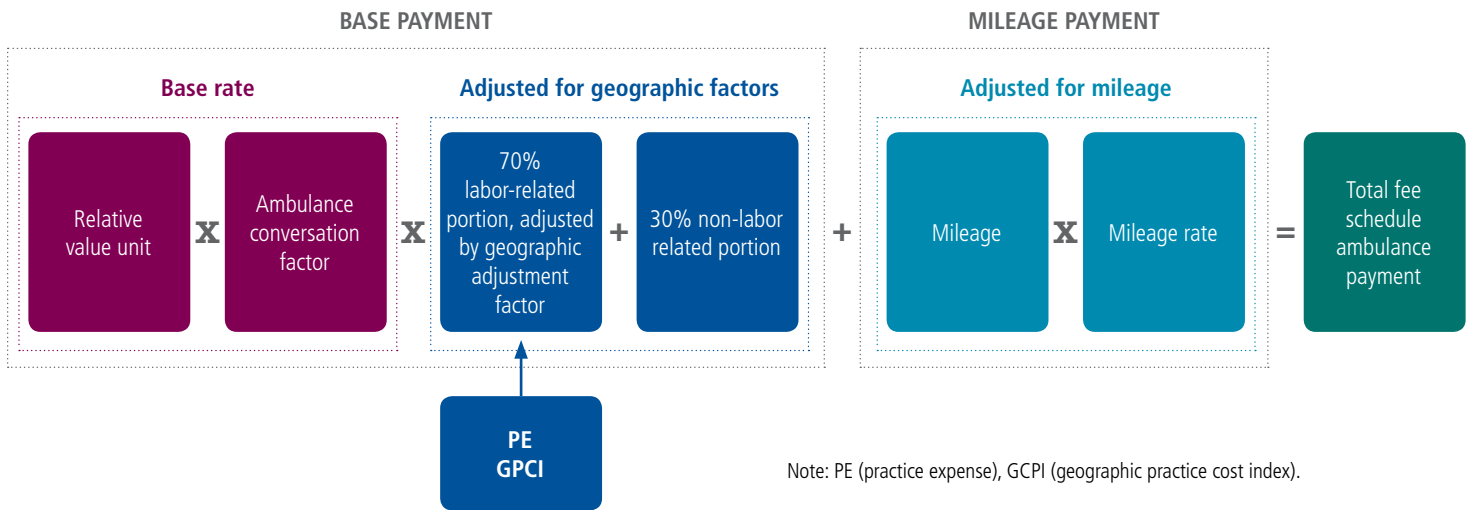 BASE PAYMENT
MILEAGE PAYMENT
Base rate
Adjusted for geographic factors
Adjusted for mileage
Relative
value unit
x
Ambulance
conversation
factor
x
70%
labor-related
portion, adjusted
by geographic
adjustment
factor
+
30% non-labor
related portion
+
Mileage
x
Mileage rate
=
Total fee
schedule
ambulance
payment
PE
GPCI
Note: PE (practice expense), GCPI (geographic practice cost index).